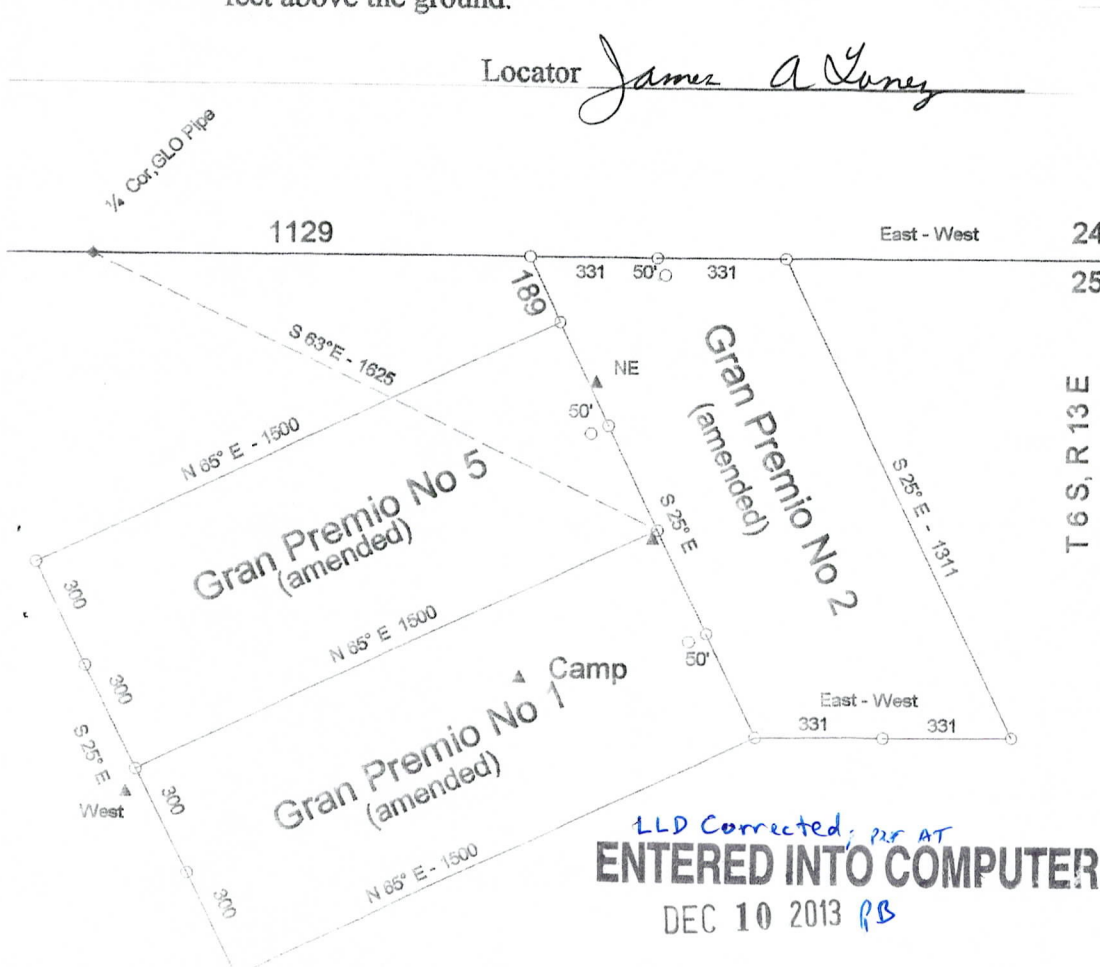 feet above the ground.
Locator James A
¼ Cor, GLO Pipe
1129
East - West
24
25
331
50'
331
189
S 63°E - 1625
NE
50'
N 65° E - 1500
Gran Premio No 5
(amended)
Gran Premio No 2
(amended)
S 25° E
S 25° E - 1311
T 6 S, R 13 E
300
300
N 65° E 1500
50'
Camp
Gran Premio No 1
(amended)
East - West
331
331
S 25° E
West
300
300
N 65° E - 1500
LLD Corrected; per AT
ENTERED INTO COMPUTER
DEC 10 2013 RB